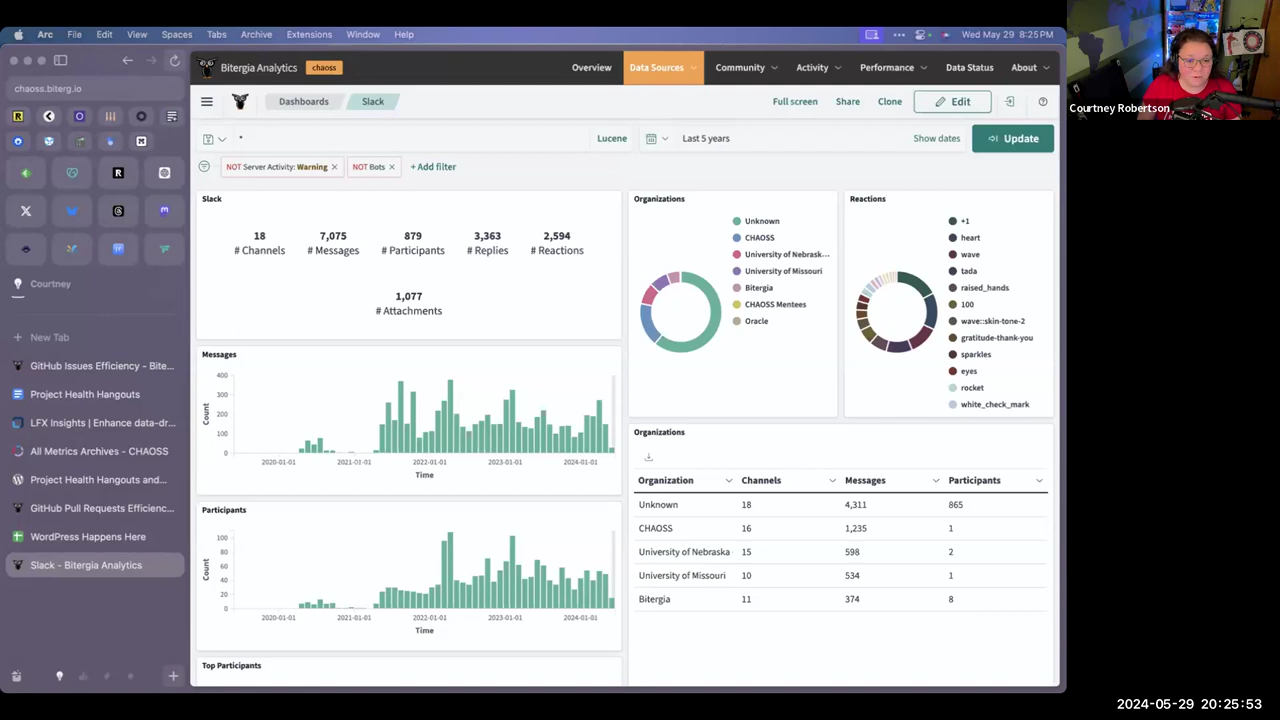 Arc File Edit View Spaces Tabs Archive Extensions Window Help
Wed May 29 8:25 PM
chaoss.biterg.io
Courtney
New Tab
GitHub Issues Efficiency - Bite...
Project Health Hangouts
LFX Insights | Enhance data-dr...
All Metrics Archives - CHAOSS
Project Health Hangouts and...
GitHub Pull Requests Efficienc...
WordPress Happens Here
Slack - Bitergia Analytics
Bitergia Analytics chaoss
Overview Data Sources Community Activity Performance Data Status About
Dashboards Slack
Full screen Share Clone Edit
* Lucene Last 5 years Show dates Update
NOT Server Activity: Warning × NOT Bots × + Add filter
Slack
18 7,075 879 3,363 2,594
# Channels # Messages # Participants # Replies # Reactions
1,077
# Attachments
Messages
400
300
200
100
0
Count
2020-01-01 2021-01-01 2022-01-01 2023-01-01 2024-01-01
Time
Participants
100
80
60
40
20
0
Count
2020-01-01 2021-01-01 2022-01-01 2023-01-01 2024-01-01
Time
Top Participants
Organizations
Unknown
CHAOSS
University of Nebrask...
University of Missouri
Bitergia
CHAOSS Mentees
Oracle
Reactions
+1
heart
wave
tada
raised_hands
100
wave::skin-tone-2
gratitude-thank-you
sparkles
eyes
rocket
white_check_mark
Organizations
Organization Channels Messages Participants
Unknown 18 4,311 865
CHAOSS 16 1,235 1
University of Nebraska 15 598 2
University of Missouri 10 534 1
Bitergia 11 374 8
Courtney Robertson
2024-05-29 20:25:53